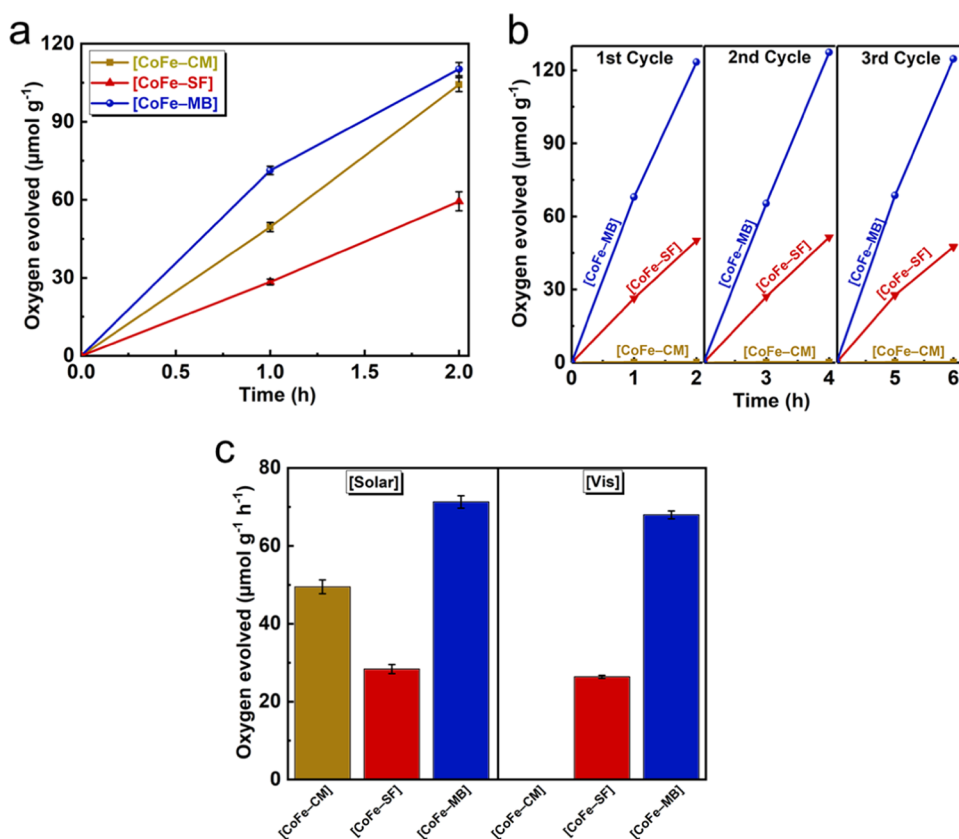 a
120
90
60
30
0
Oxygen evolved (µmol g⁻¹)
[CoFe–CM]
[CoFe–SF]
[CoFe–MB]
0.0 0.5 1.0 1.5 2.0
Time (h)
b
120
90
60
30
0
Oxygen evolved (µmol g⁻¹)
1st Cycle 2nd Cycle 3rd Cycle
[CoFe–MB] [CoFe–SF] [CoFe–MB] [CoFe–SF] [CoFe–MB] [CoFe–SF]
[CoFe–CM] [CoFe–CM] [CoFe–CM]
0 1 2 3 4 5 6
Time (h)
c
80
60
40
20
0
Oxygen evolved (µmol g⁻¹ h⁻¹)
[Solar] [Vis]
[CoFe–CM] [CoFe–SF] [CoFe–MB] [CoFe–CM] [CoFe–SF] [CoFe–MB]